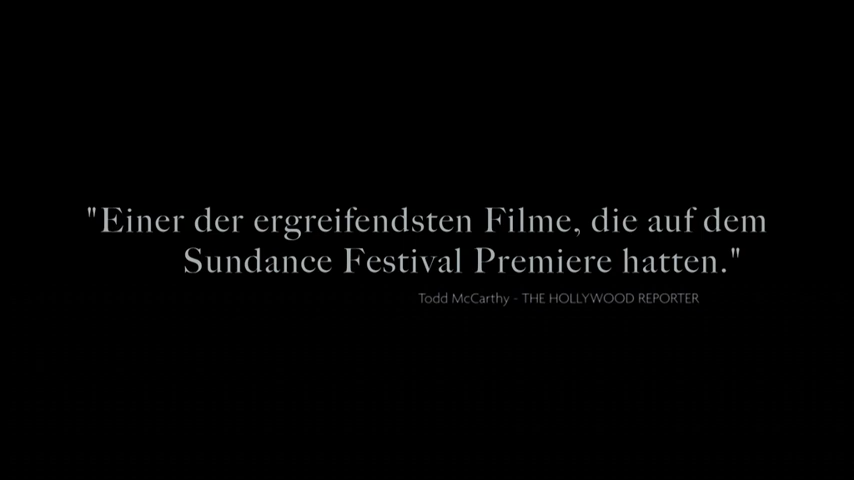 "Einer der ergreifendsten Filme, die auf dem
Sundance Festival Premiere hatten."
Todd McCarthy - THE HOLLYWOOD REPORTER